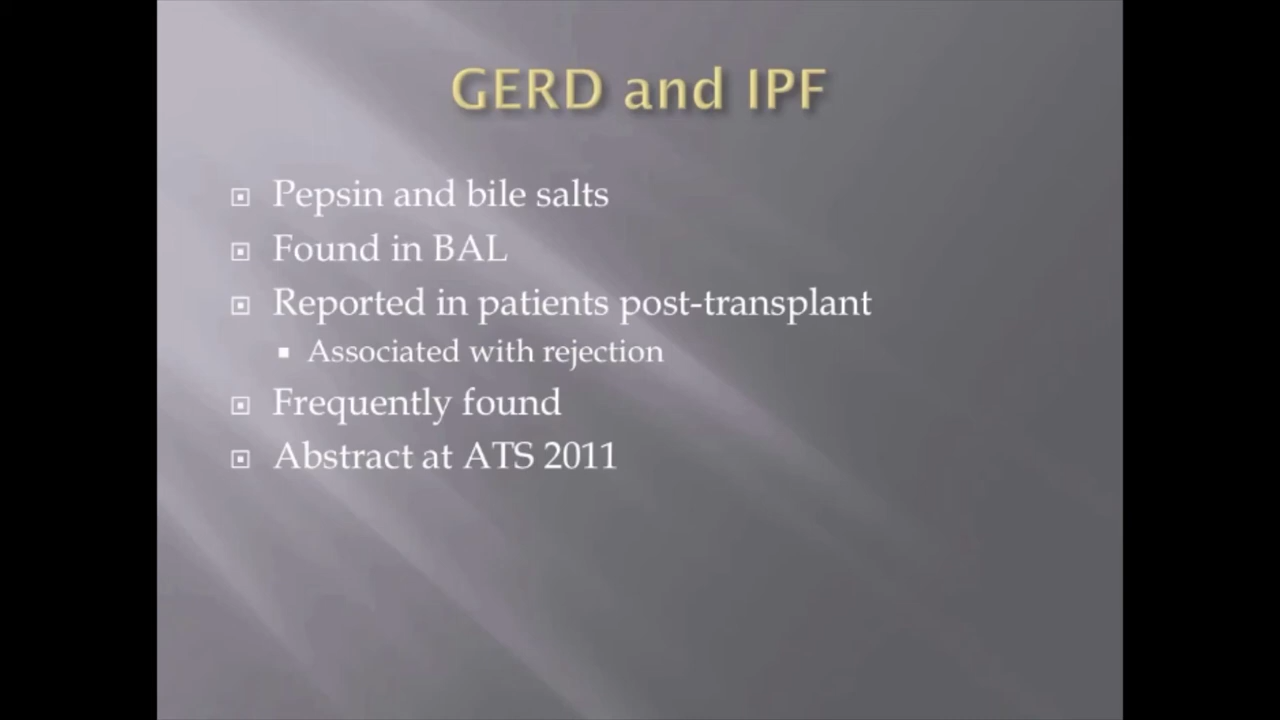 GERD and IPF
Pepsin and bile salts
Found in BAL
Reported in patients post-transplant
Associated with rejection
Frequently found
Abstract at ATS 2011